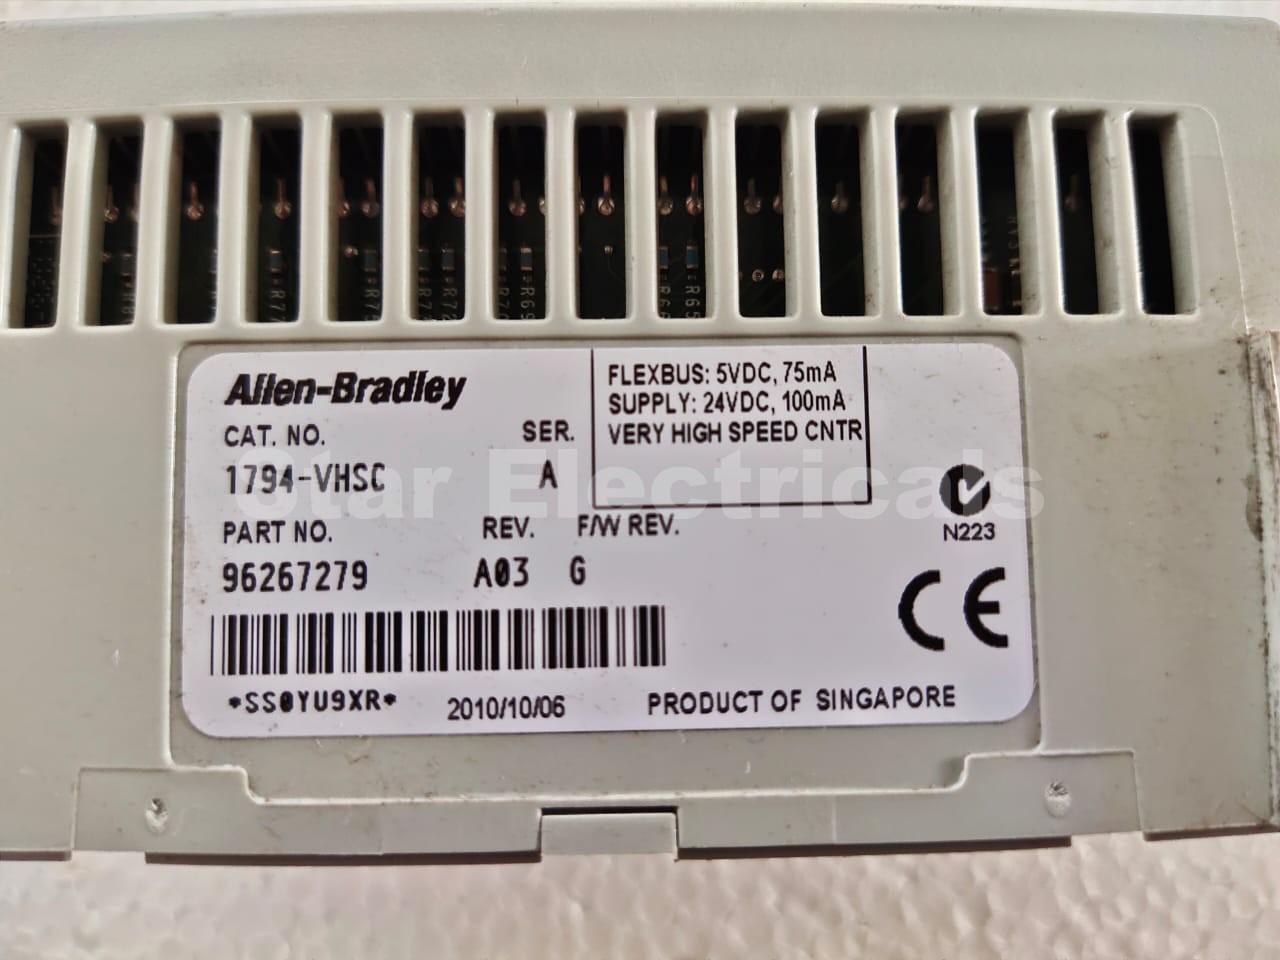 Allen-Bradley
CAT. NO. SER.
1794-VHSC A
FLEXBUS: 5VDC, 75mA
SUPPLY: 24VDC, 100mA
VERY HIGH SPEED CNTR
Star Electricals
PART NO. REV. F/W REV.
96267279 A03 G
N223
CE
*SS0YU9XR* 2010/10/06 PRODUCT OF SINGAPORE